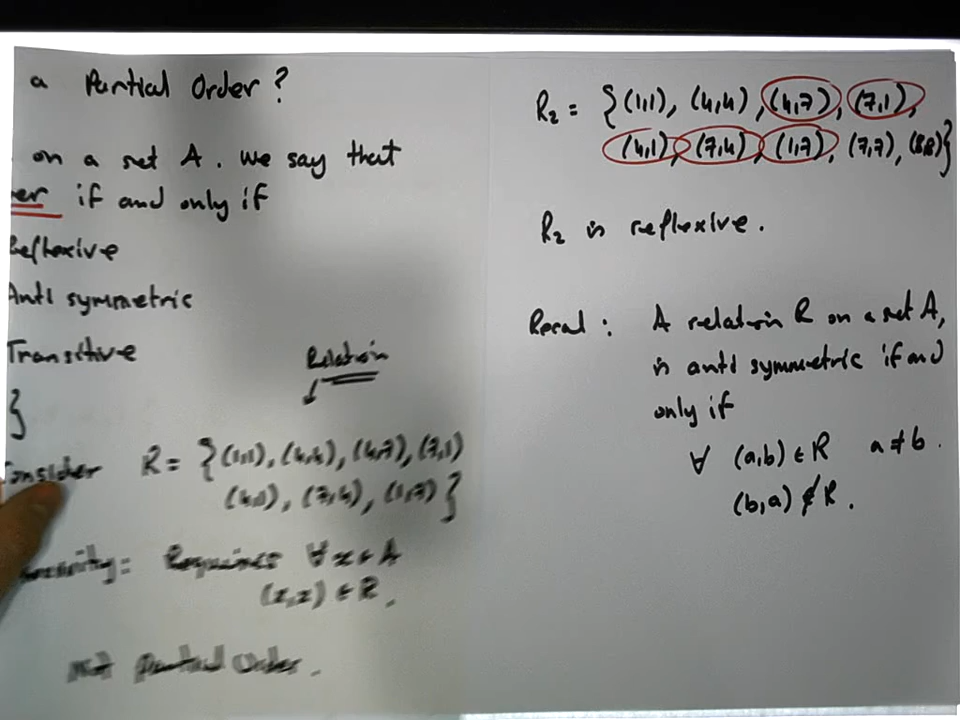 a Partial Order?
on a set A. We say that
er if and only if
Reflexive
Anti symmetric
Transitive
}
Relation
Consider R = {(1,1), (4,4), (4,7), (7,1)
(4,1), (7,4), (1,7)}
Requires ∀x ∈ A
(x,x) ∈ R.
Not Partial Order.
R₂ = {(1,1), (4,4), (4,7), (7,1),
(4,1), (7,4), (1,7), (7,7), (8,8)}
R₂ is reflexive.
Recal : A relation R on a set A,
is anti symmetric if and
only if
∀ (a,b) ∈ R a ≠ b.
(b,a) ∉ R.